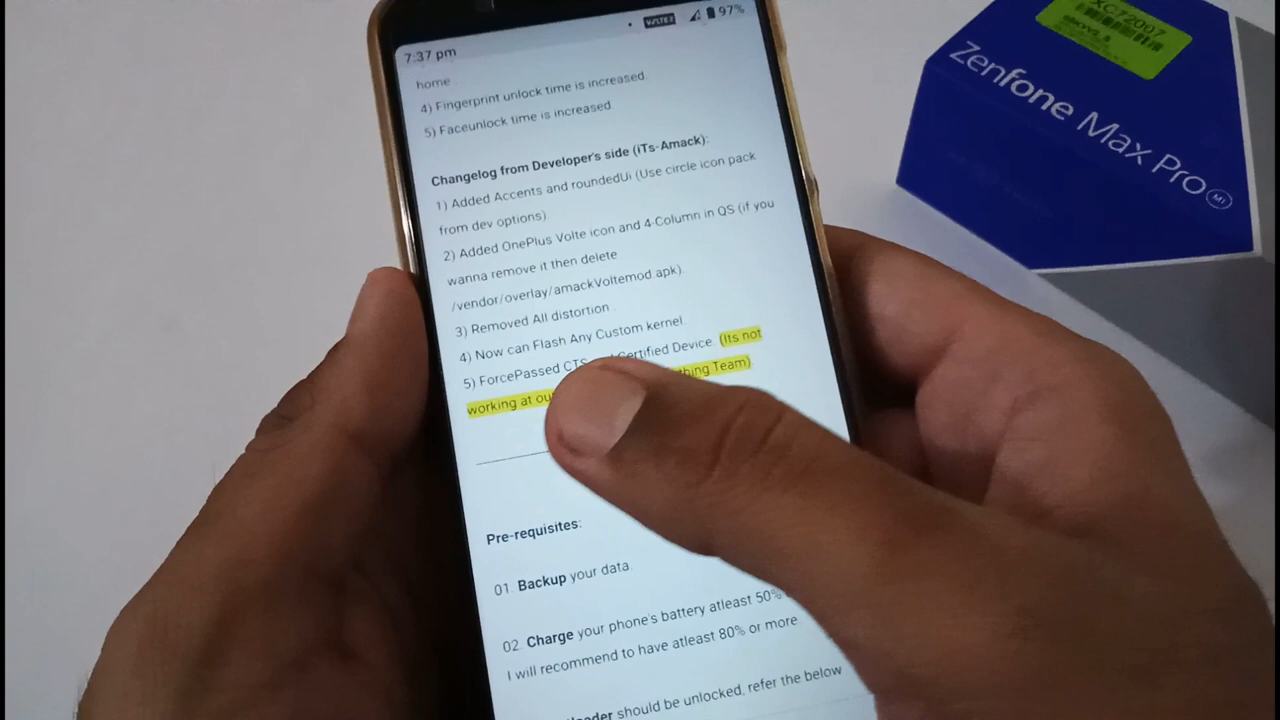 7:37 pm
VoLTE 2
97%
home
4) Fingerprint unlock time is increased.
5) Faceunlock time is increased.
Changelog from Developer's side (iTs-Amack):
1) Added Accents and roundedUi (Use circle icon pack
from dev options)
2) Added OnePlus Volte icon and 4-Column in QS (if you
wanna remove it then delete
/vendor/overlay/amackVoltemod.apk).
3) Removed All distortion
4) Now can Flash Any Custom kernel.
5) ForcePassed CTS Certified Device. (Its not
working at Team)
Pre-requisites:
01. Backup your data.
02. Charge your phone's battery atleast 50%
I will recommend to have atleast 80% or more
should be unlocked, refer the below
XC72007
Zenfone Max Pro M1